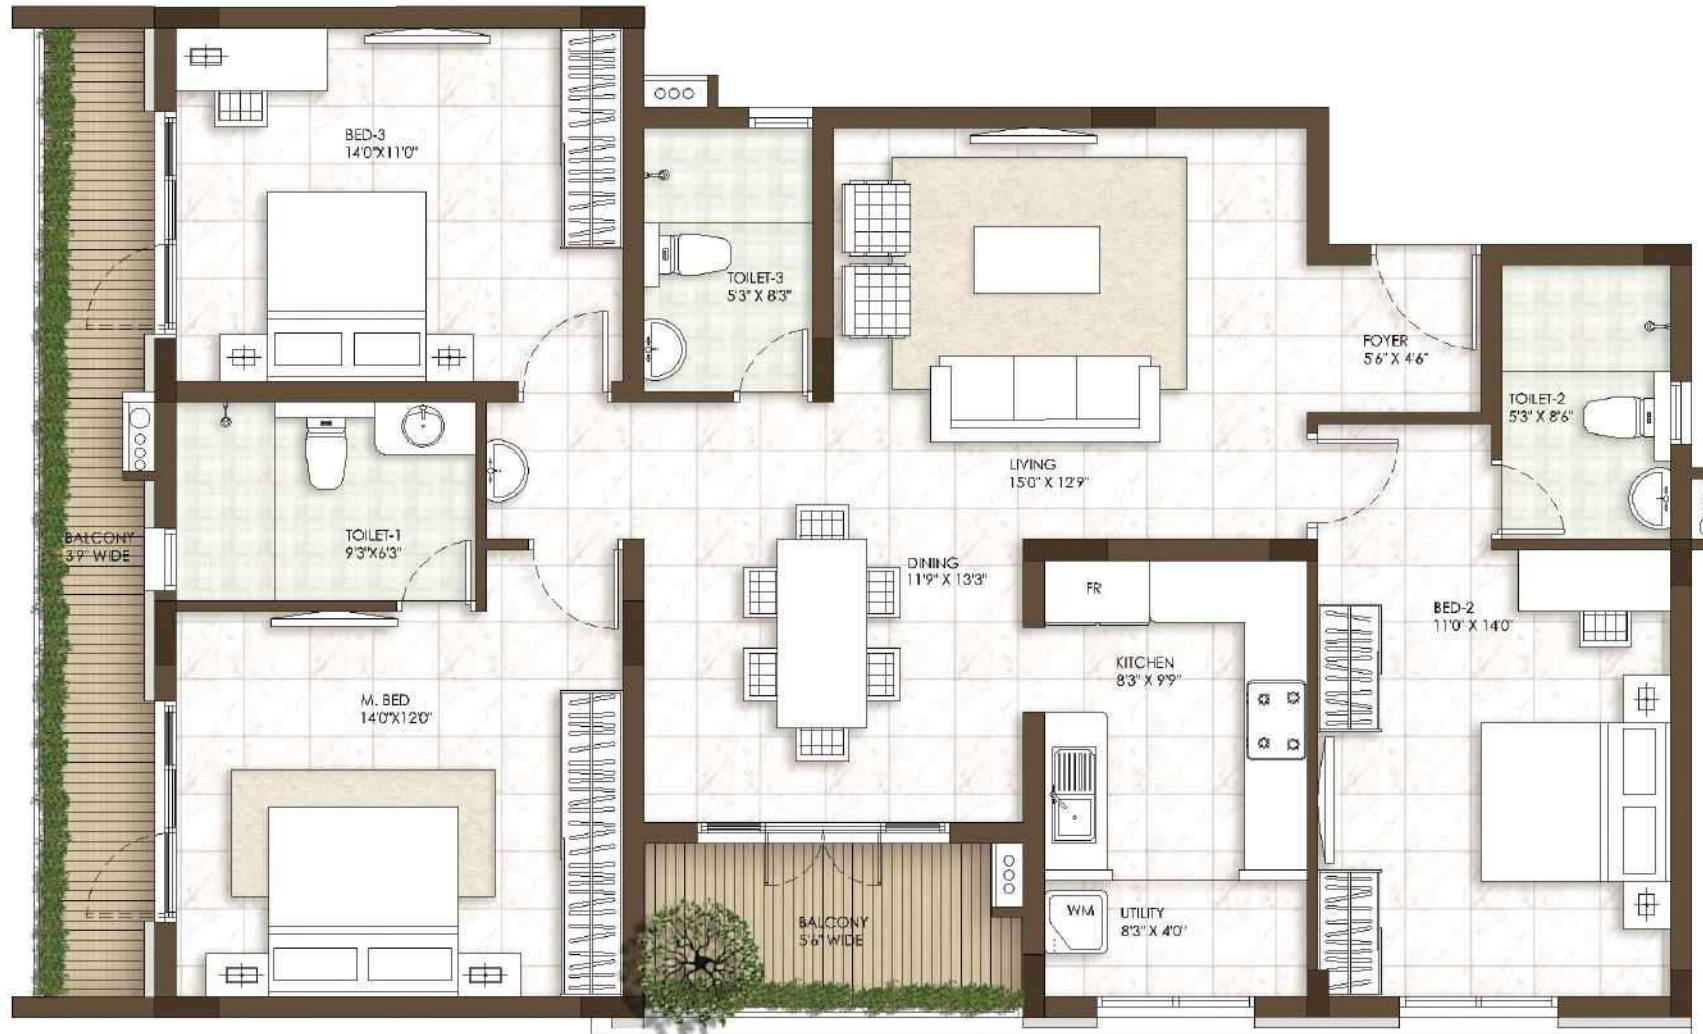 BED-3
14'0"X11'0"
TOILET-3
5'3" X 8'3"
FOYER
5'6" X 4'6"
TOILET-2
5'3" X 8'6"
LIVING
15'0" X 12'9"
TOILET-1
9'3"X6'3"
BALCONY
3'9" WIDE
DINING
11'9" X 13'3"
FR
BED-2
11'0" X 14'0"
KITCHEN
8'3" X 9'9"
M. BED
14'0"X12'0"
WM
UTILITY
8'3" X 4'0"
BALCONY
5'6" WIDE